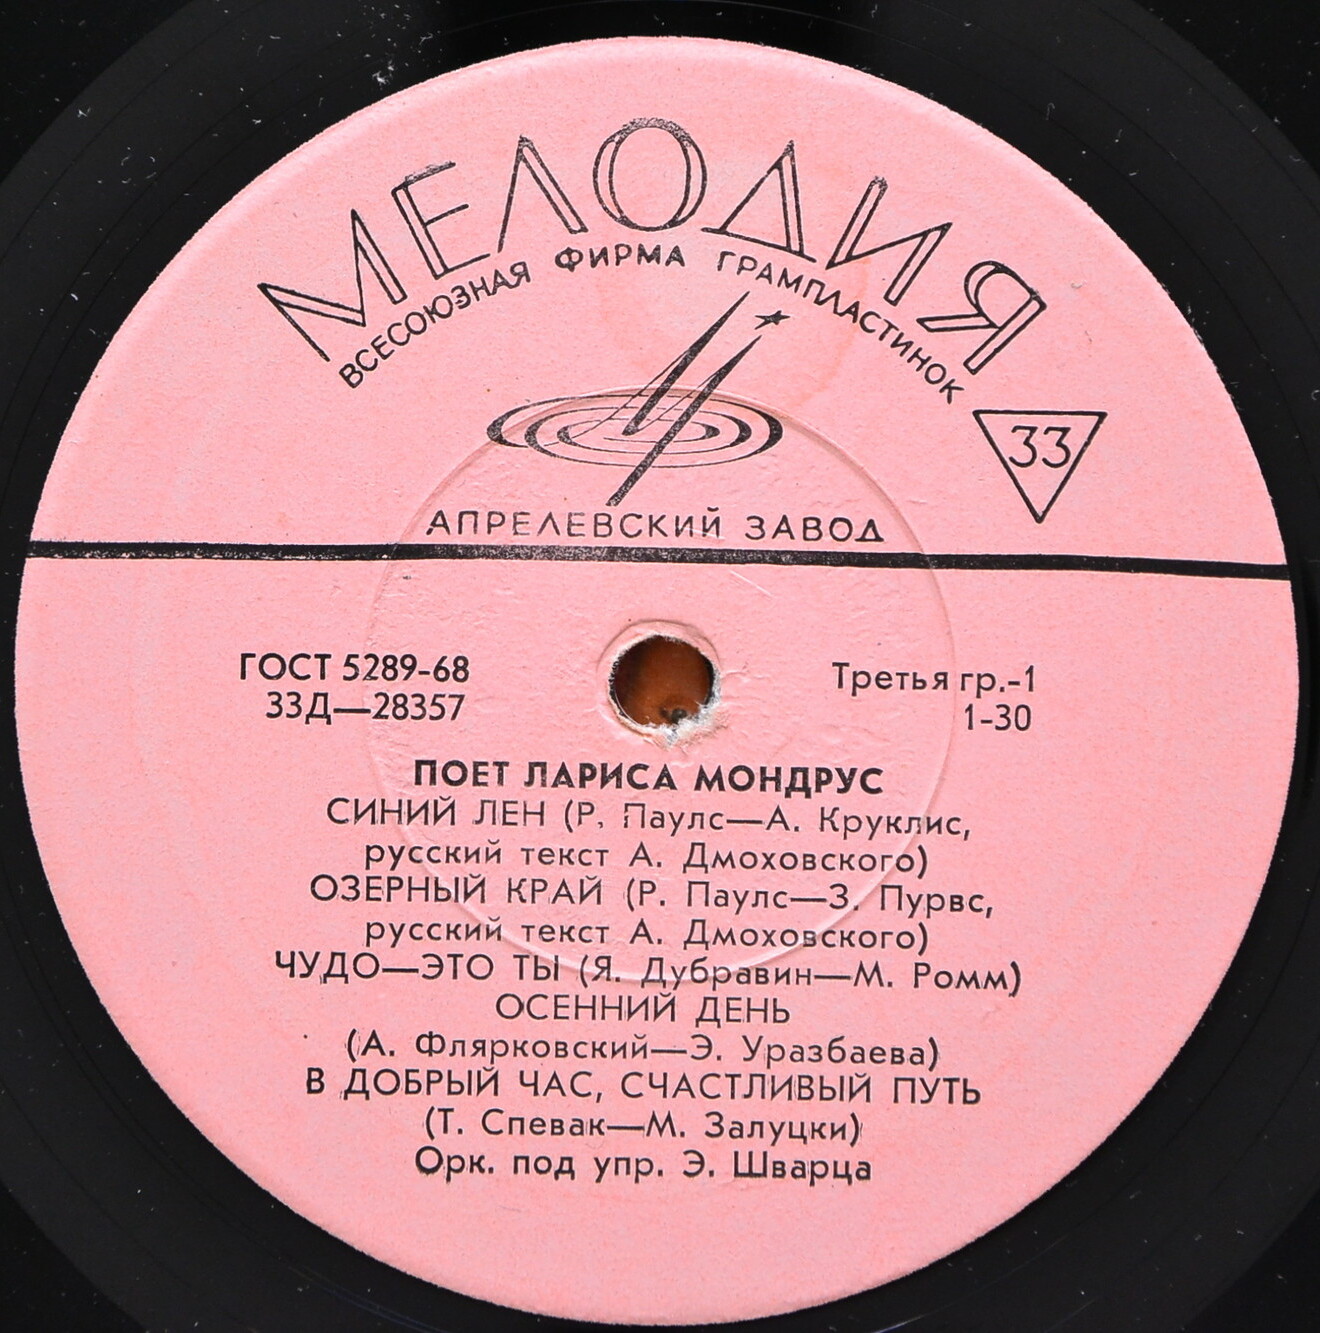 МЕЛОДИЯ
ВСЕСОЮЗНАЯ ФИРМА ГРАМПЛАСТИНОК
33
АПРЕЛЕВСКИЙ ЗАВОД
ГОСТ 5289-68
33Д—28357
Третья гр.-1
1-30
ПОЕТ ЛАРИСА МОНДРУС
СИНИЙ ЛЕН (Р. Паулс—А. Круклис,
русский текст А. Дмоховского)
ОЗЕРНЫЙ КРАЙ (Р. Паулс—З. Пурвс,
русский текст А. Дмоховского)
ЧУДО—ЭТО ТЫ (Я. Дубравин—М. Ромм)
ОСЕННИЙ ДЕНЬ
(А. Флярковский—Э. Уразбаева)
В ДОБРЫЙ ЧАС, СЧАСТЛИВЫЙ ПУТЬ
(Т. Спевак—М. Залуцки)
Орк. под упр. Э. Шварца